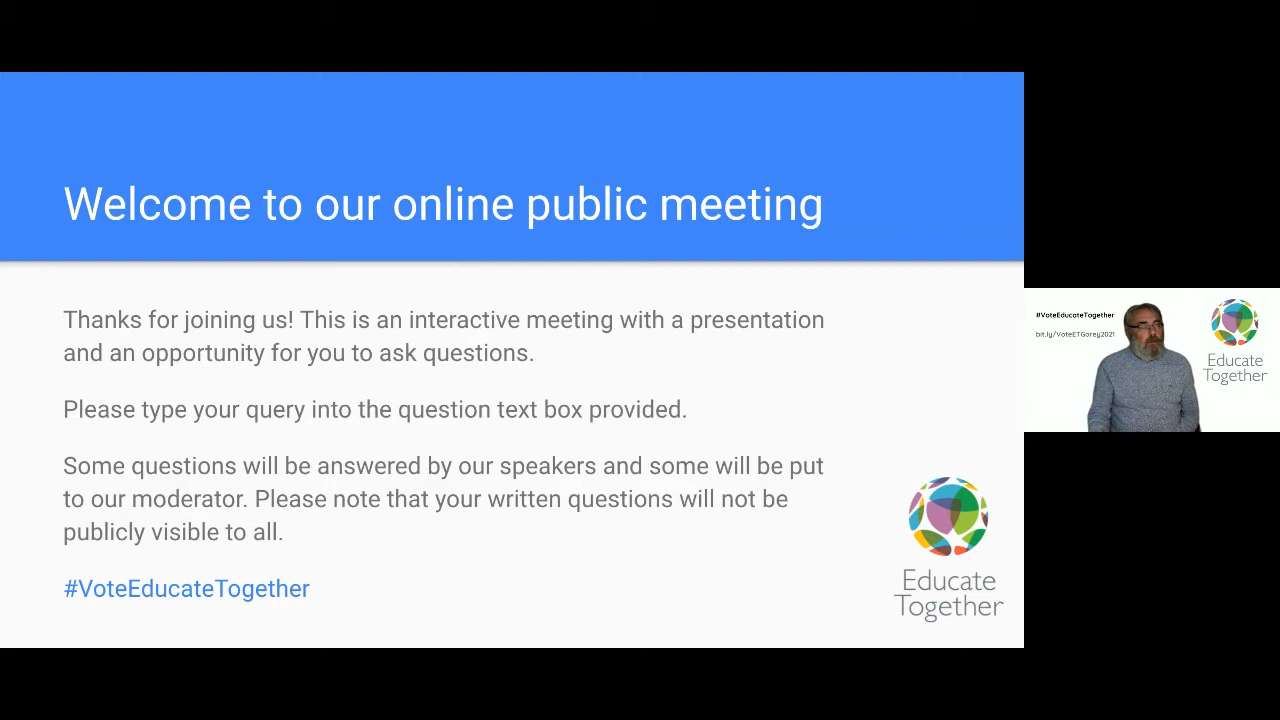 Welcome to our online public meeting
Thanks for joining us! This is an interactive meeting with a presentation
and an opportunity for you to ask questions.
Please type your query into the question text box provided.
Some questions will be answered by our speakers and some will be put
to our moderator. Please note that your written questions will not be
publicly visible to all.
#VoteEducateTogether
Educate
Together
#VoteEducateTogether
bit.ly/VoteETGorey2021
Educate
Together